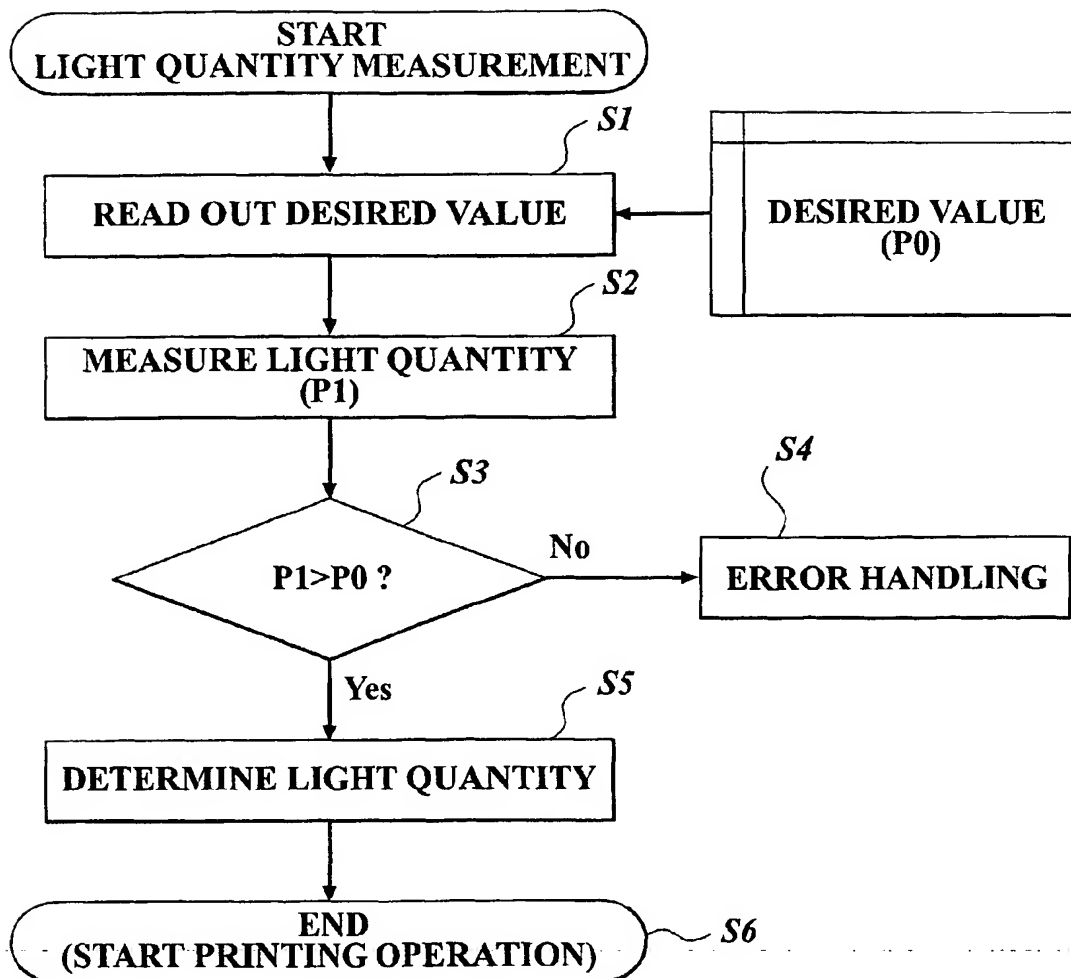 START
LIGHT QUANTITY MEASUREMENT
S1
READ OUT DESIRED VALUE
DESIRED VALUE
(P0)
S2
MEASURE LIGHT QUANTITY
(P1)
S3
P1>P0 ?
No
S4
ERROR HANDLING
Yes
S5
DETERMINE LIGHT QUANTITY
END
(START PRINTING OPERATION)
S6